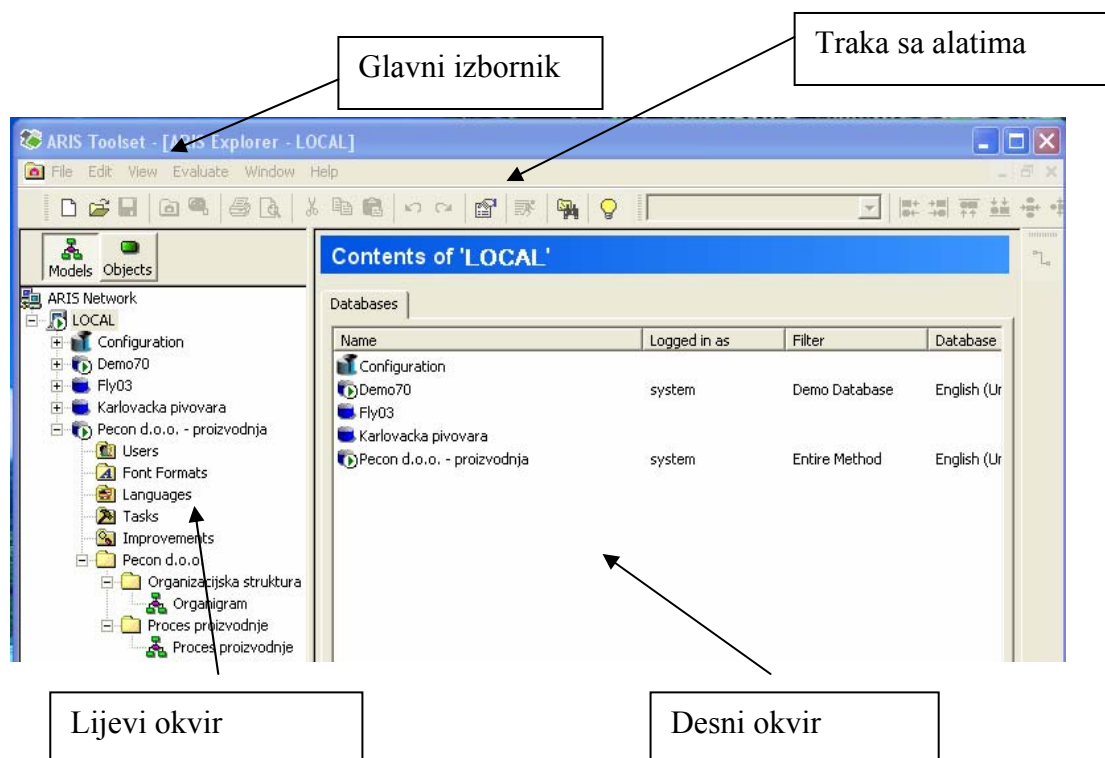 Traka sa alatima
Glavni izbornik
ARIS Toolset - [ARIS Explorer - LOCAL]
File Edit View Evaluate Window Help
Models Objects
Contents of 'LOCAL'
ARIS Network
LOCAL
Configuration
Demo70
Fly03
Karlovacka pivovara
Pecon d.o.o. - proizvodnja
Users
Font Formats
Languages
Tasks
Improvements
Pecon d.o.o
Organizacijska struktura
Organigram
Proces proizvodnje
Proces proizvodnje
Databases
Name Logged in as Filter Database
Configuration
Demo70 system Demo Database English (Ur
Fly03
Karlovacka pivovara
Pecon d.o.o. - proizvodnja system Entire Method English (Ur
Lijevi okvir
Desni okvir